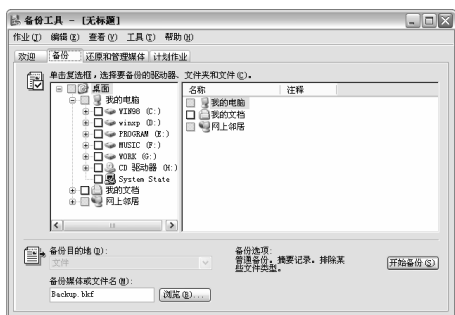 备份工具 - [无标题]
作业(J) 编辑(E) 查看(V) 工具(T) 帮助(H)
欢迎 备份 还原和管理媒体 计划作业
单击复选框，选择要备份的驱动器、文件夹和文件(C)。
桌面
我的电脑
WIN98 (C:)
winxp (D:)
PROGRAM (E:)
MUSIC (F:)
WORK (G:)
CD 驱动器 (H:)
System State
我的文档
网上邻居
名称 注释
我的电脑
我的文档
网上邻居
备份目的地(D):
文件
备份媒体或文件名(M):
Backup.bkf
浏览(B)...
备份选项:
普通备份。摘要记录。排除某
些文件类型。
开始备份(S)